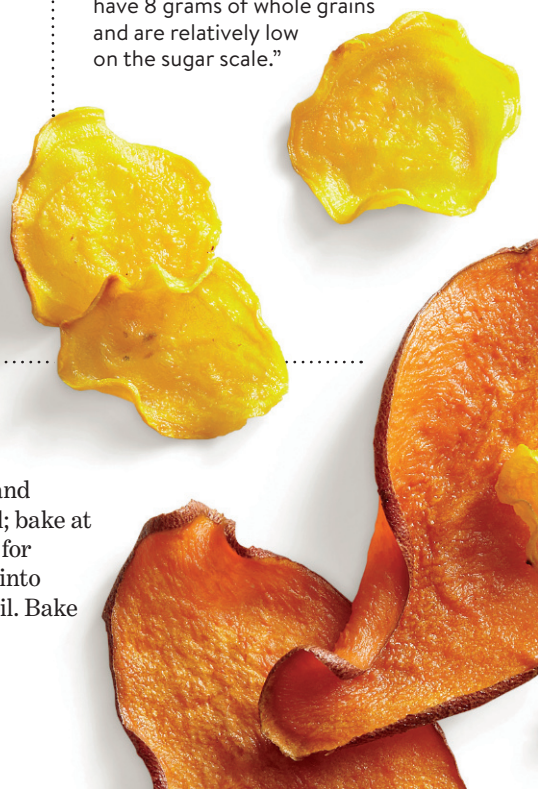 have 8 grams of whole grains
and are relatively low
on the sugar scale.”
and
; bake at
for
into
il. Bake